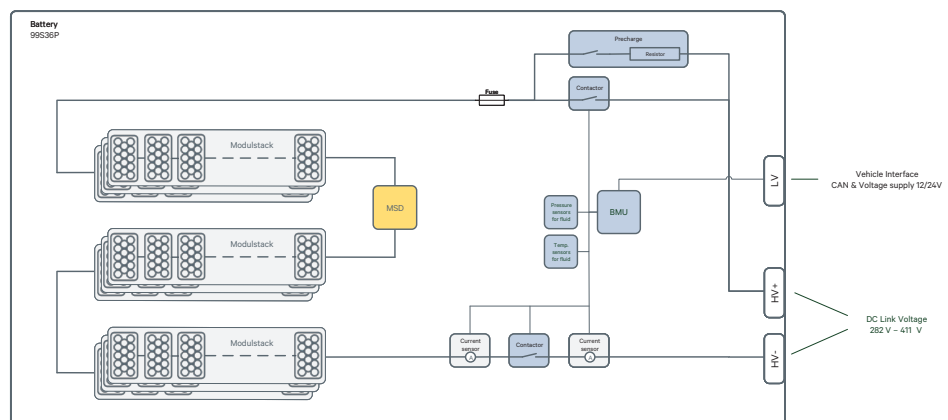 Battery
99S36P
Precharge
Resistor
Fuse
Contactor
Modulstack
MSD
Pressure
sensors
for fluid
BMU
Temp.
sensors
for fluid
Modulstack
Modulstack
Current
sensor
A
Contactor
Current
sensor
A
LV
Vehicle Interface
CAN & Voltage supply 12/24V
HV+
DC Link Voltage
282 V – 411 V
HV-